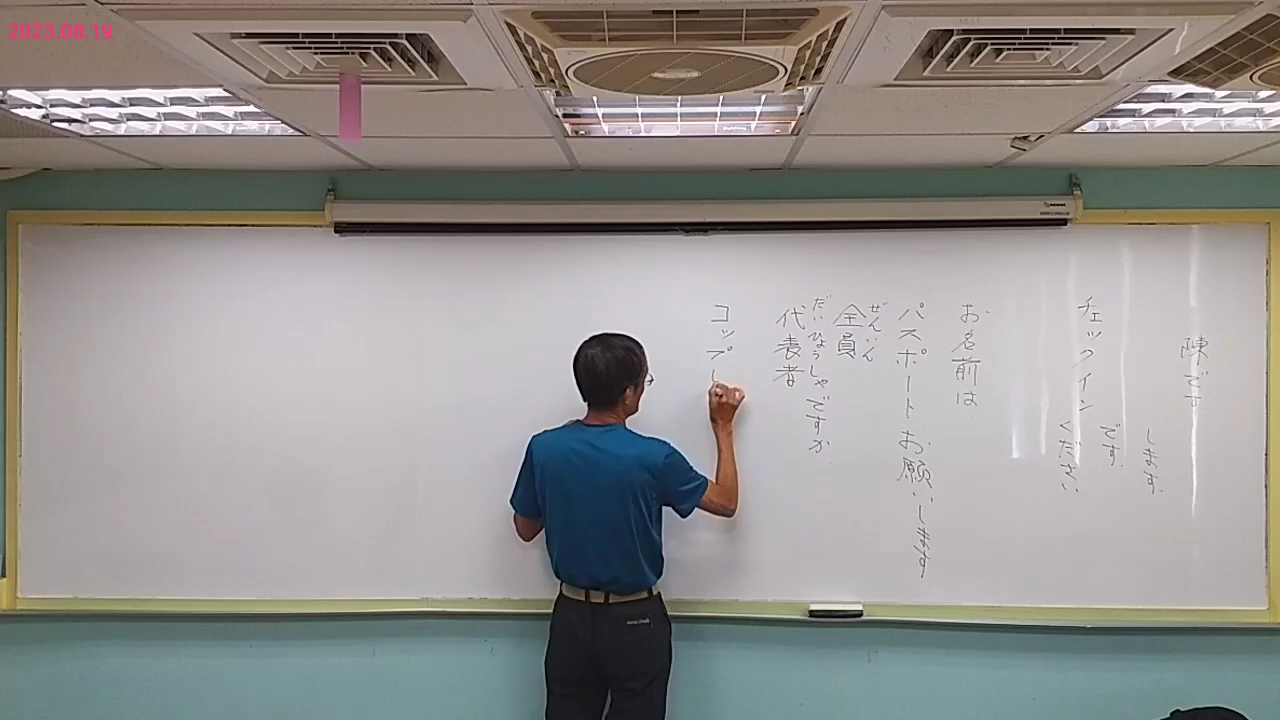 2023.08.19
陳です
します。
チェックイン
です。
ください。
お名前は
パスポートお願いします
ぜんいん
全員
だいひょうしゃですか
代表者
コップし